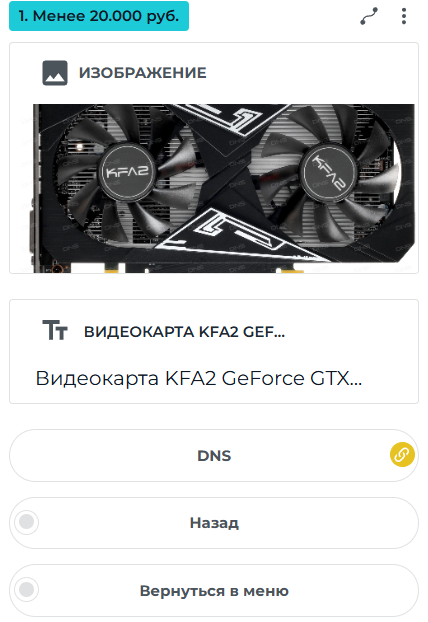 1. Менее 20.000 руб.
ИЗОБРАЖЕНИЕ
KFA2
KFA2
ВИДЕОКАРТА KFA2 GEF...
Видеокарта KFA2 GeForce GTX...
DNS
Назад
Вернуться в меню